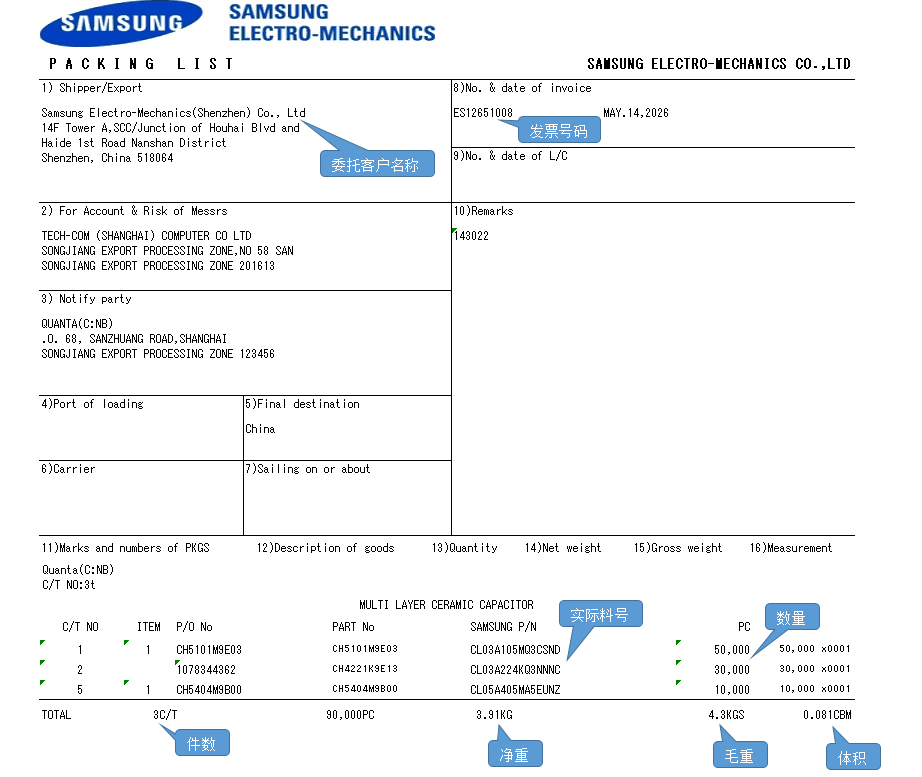 SAMSUNG
SAMSUNG
ELECTRO-MECHANICS
PACKING LIST
SAMSUNG ELECTRO-MECHANICS CO.,LTD
1) Shipper/Export
Samsung Electro-Mechanics(Shenzhen) Co., Ltd
14F Tower A,SCC/Junction of Houhai Blvd and
Haide 1st Road Nanshan District
Shenzhen, China 518064
委托客户名称
8)No. & date of invoice
ES12651008 MAY.14,2026
发票号码
9)No. & date of L/C
2) For Account & Risk of Messrs
TECH-COM (SHANGHAI) COMPUTER CO LTD
SONGJIANG EXPORT PROCESSING ZONE,NO 58 SAN
SONGJIANG EXPORT PROCESSING ZONE 201613
10)Remarks
143022
3) Notify party
QUANTA(C:NB)
.O. 68, SANZHUANG ROAD,SHANGHAI
SONGJIANG EXPORT PROCESSING ZONE 123456
4)Port of loading
5)Final destination
China
6)Carrier
7)Sailing on or about
11)Marks and numbers of PKGS 12)Description of goods 13)Quantity 14)Net weight 15)Gross weight 16)Measurement
Quanta(C:NB)
C/T NO:3t
MULTI LAYER CERAMIC CAPACITOR
实际料号
数量
C/T NO ITEM P/O No PART No SAMSUNG P/N PC
1 1 CH5101M9E03 CH5101M9E03 CL03A105MQ3CSND 50,000 50,000 x0001
2 1078344362 CH4221K9E13 CL03A224KQ3NNNC 30,000 30,000 x0001
5 1 CH5404M9B00 CH5404M9B00 CL05A405MA5EUNZ 10,000 10,000 x0001
TOTAL 3C/T 90,000PC 3.91KG 4.3KGS 0.081CBM
件数
净重
毛重
体积